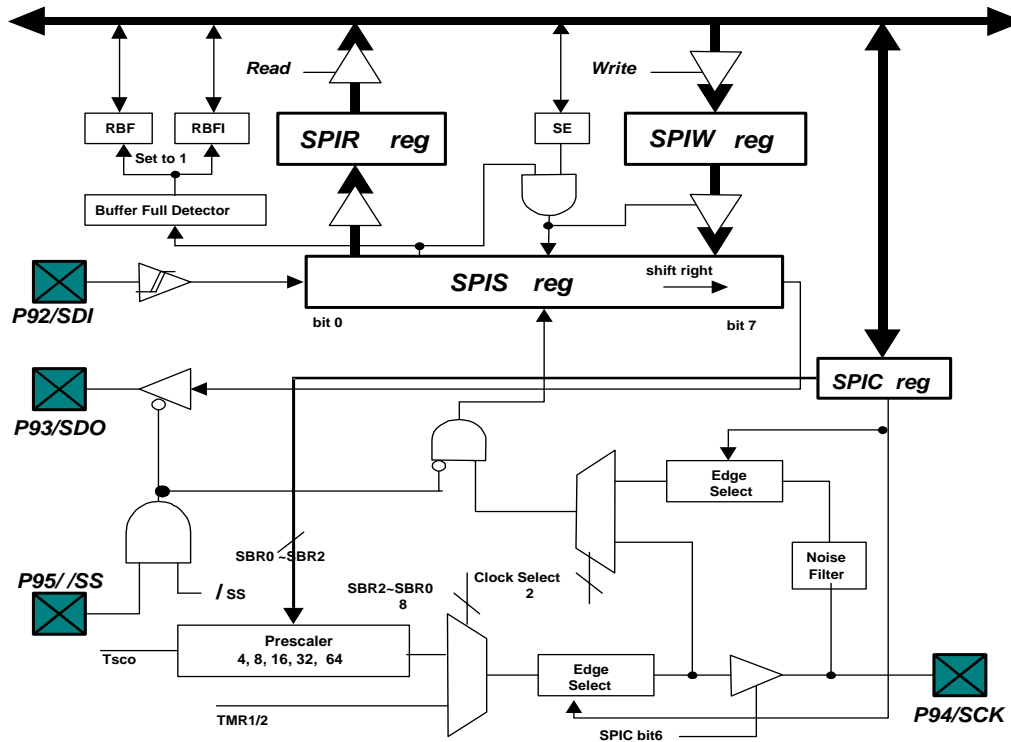 Read
Write
RBF
RBFI
SPIR reg
SE
SPIW reg
Set to 1
Buffer Full Detector
SPIS reg
shift right
P92/SDI
bit 0
bit 7
SPIC reg
P93/SDO
Edge
Select
SBR0 ~SBR2
Noise
Filter
P95/ /SS
/ SS
SBR2~SBR0
8
Clock Select
2
Prescaler
4, 8, 16, 32, 64
Tsco
Edge
Select
TMR1/2
P94/SCK
SPIC bit6